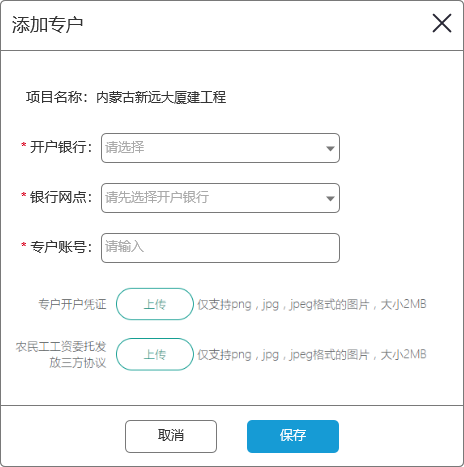 添加专户
项目名称：内蒙古新远大厦建工程
* 开户银行： 请选择
* 银行网点： 请先选择开户银行
* 专户账号： 请输入
专户开户凭证 上传 仅支持png，jpg，jpeg格式的图片，大小2MB
农民工工资委托发
放三方协议 上传 仅支持png，jpg，jpeg格式的图片，大小2MB
取消 保存